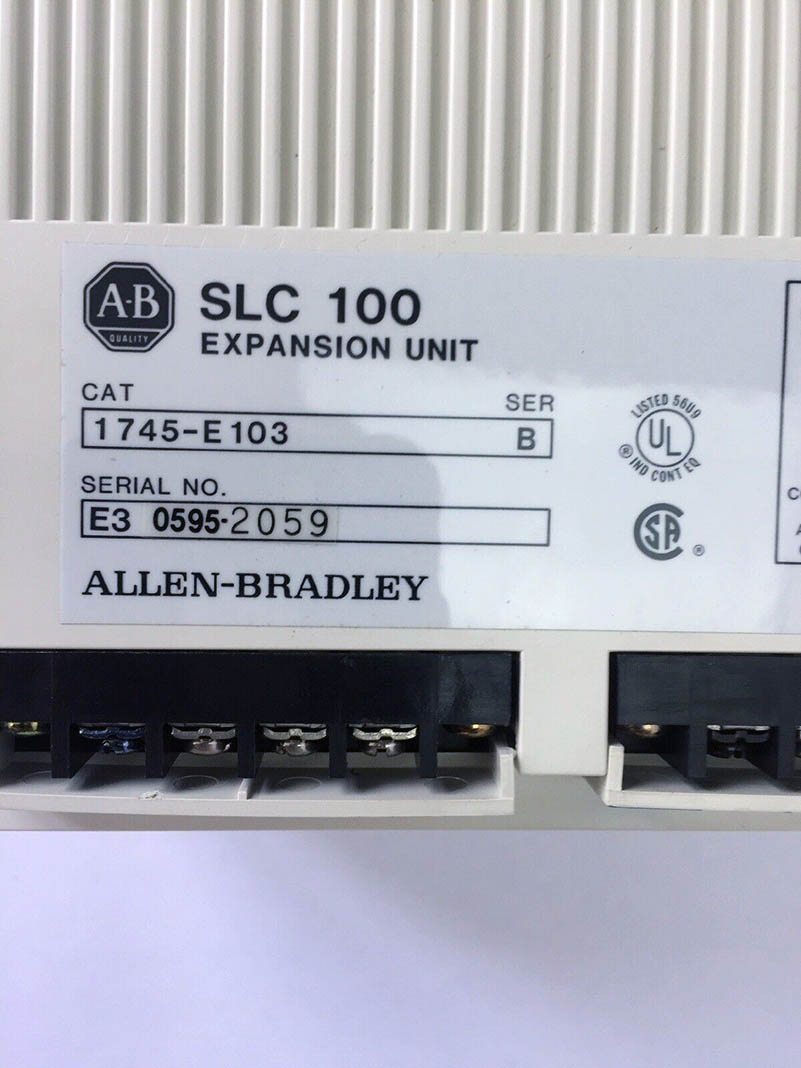 A-B
QUALITY
SLC 100
EXPANSION UNIT
CAT
SER
1745-E103
B
SERIAL NO.
E3 0595-2059
ALLEN-BRADLEY
LISTED 56U9
UL
® IND CONT EQ
SA ®